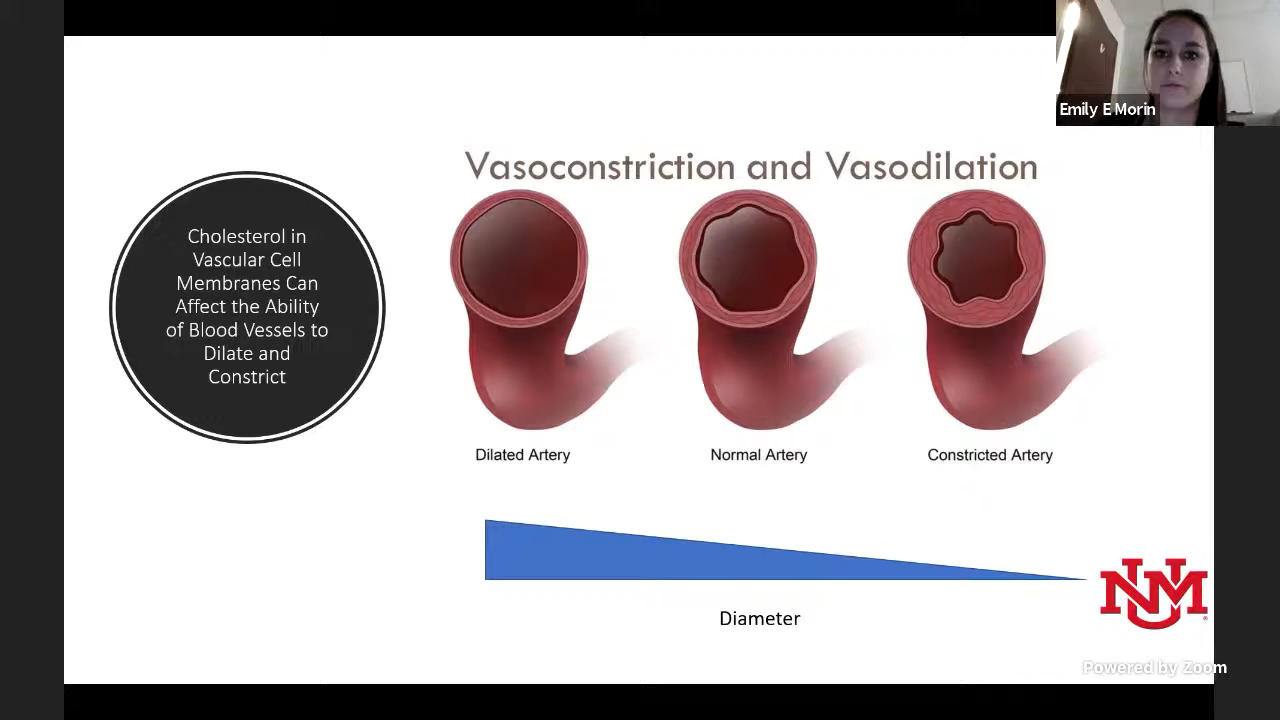 Emily E Morin
Vasoconstriction and Vasodilation
Cholesterol in
Vascular Cell
Membranes Can
Affect the Ability
of Blood Vessels to
Dilate and
Constrict
Dilated Artery
Normal Artery
Constricted Artery
Diameter
UNM
Powered by Zoom